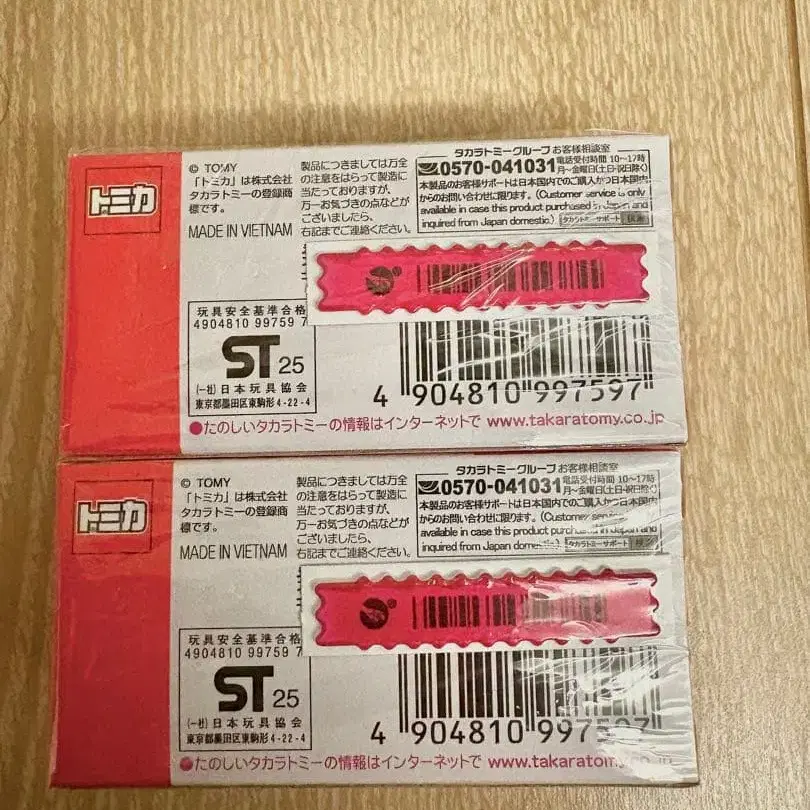 トミカ
© TOMY
「トミカ」は株式会社
タカラトミーの登録商
標です。
MADE IN VIETNAM
製品につきましては万全
の注意をはらって製造に
当たっておりますが、
万一お気づきの点などが
ございましたら、
右記までご連絡ください。
タカラトミーグループ お客様相談室
0570-041031 電話受付時間 10〜17時
月〜金曜日(土日・祝日除く)
本製品のお客様サポートは日本国内でのご購入かつ日本国内
からのお問い合わせに限ります。(Customer service is only
available in case this product purchased in Japan and
inquired from Japan domestic.) タカラトミーサポート 検索
玩具安全基準合格
4904810 99759 7
ST 25
(一社)日本玩具協会
東京都墨田区東駒形4-22-4
4 904810 997597
●たのしいタカラトミーの情報はインターネットで www.takaratomy.co.jp
トミカ
© TOMY
「トミカ」は株式会社
タカラトミーの登録商
標です。
MADE IN VIETNAM
製品につきましては万全
の注意をはらって製造に
当たっておりますが、
万一お気づきの点などが
ございましたら、
右記までご連絡ください。
タカラトミーグループ お客様相談室
0570-041031 電話受付時間 10〜17時
月〜金曜日(土日・祝日除く)
本製品のお客様サポートは日本国内でのご購入かつ日本国内
からのお問い合わせに限ります。(Customer service
available in case this product purchased in Japan and
inquired from Japan domestic.) タカラトミーサポート
玩具安全基準合格
4904810 99759 7
ST 25
(一社)日本玩具協会
東京都墨田区東駒形4-22-4
4 904810 997597
●たのしいタカラトミーの情報はインターネットで www.takaratomy.co.jp